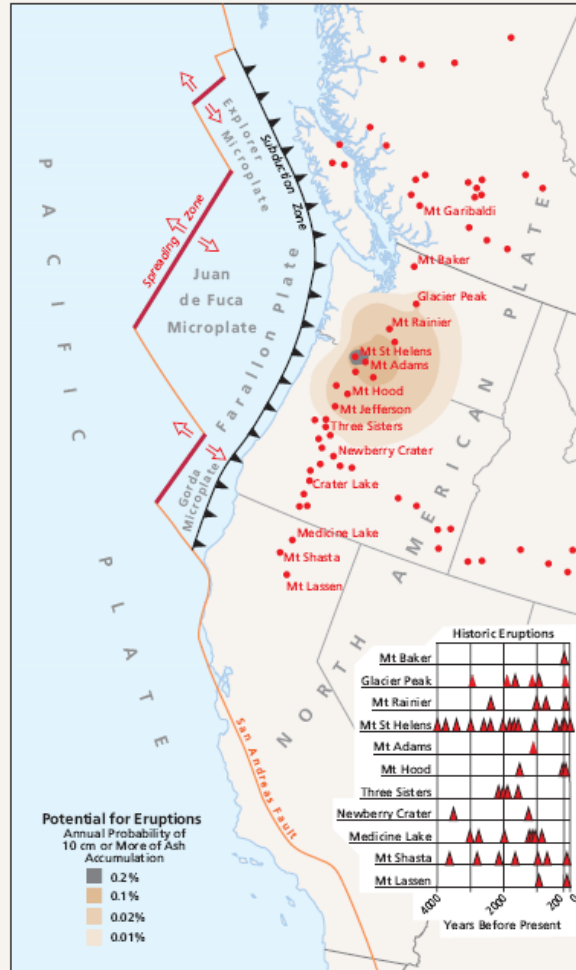 Explorer
Microplate
Subduction Zone
Spreading Zone
Juan
de Fuca
Microplate
Farallon Plate
Gorda
Microplate
PACIFIC PLATE
NORTH AMERICAN PLATE
San Andreas Fault
Mt Garibaldi
Mt Baker
Glacier Peak
Mt Rainier
Mt St Helens
Mt Adams
Mt Hood
Mt Jefferson
Three Sisters
Newberry Crater
Crater Lake
Medicine Lake
Mt Shasta
Mt Lassen
Historic Eruptions
Mt Baker
Glacier Peak
Mt Rainier
Mt St Helens
Mt Adams
Mt Hood
Three Sisters
Newberry Crater
Medicine Lake
Mt Shasta
Mt Lassen
4000 2000 200 0
Years Before Present
Potential for Eruptions
Annual Probability of
10 cm or More of Ash
Accumulation
0.2%
0.1%
0.02%
0.01%